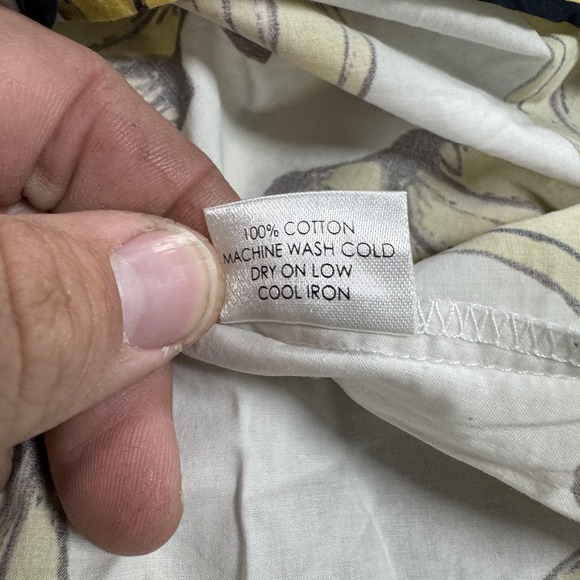 100% COTTON
MACHINE WASH COLD
DRY ON LOW
COOL IRON